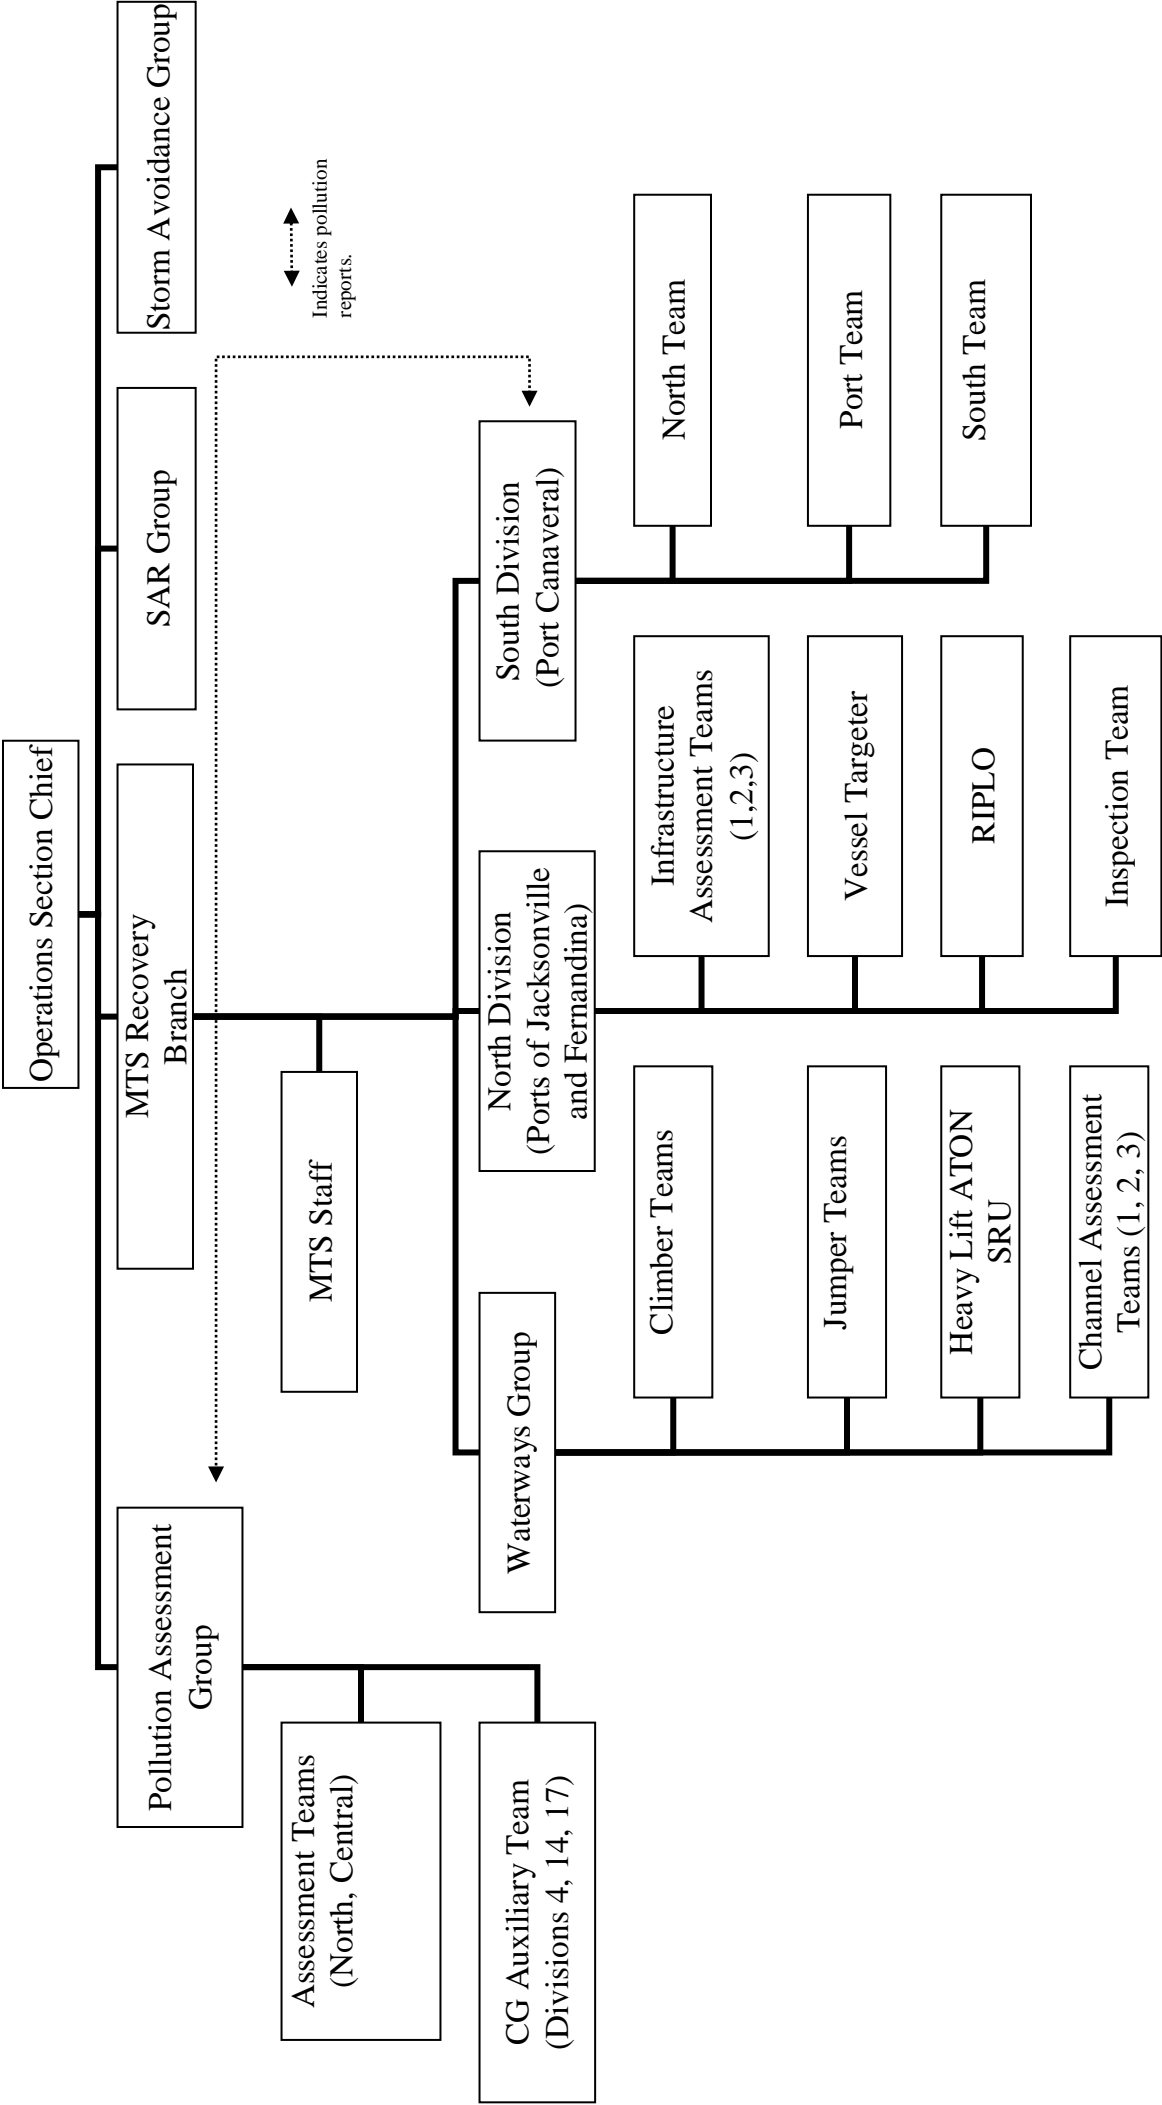 Operations Section Chief
Pollution Assessment
Group
MTS Recovery
Branch
SAR Group
Storm Avoidance Group
Assessment Teams
(North, Central)
MTS Staff
Indicates pollution
reports.
CG Auxiliary Team
(Divisions 4, 14, 17)
Waterways Group
North Division
(Ports of Jacksonville
and Fernandina)
South Division
(Port Canaveral)
Climber Teams
Infrastructure
Assessment Teams
(1,2,3)
North Team
Jumper Teams
Vessel Targeter
Port Team
Heavy Lift ATON
SRU
RIPLO
South Team
Channel Assessment
Teams (1, 2, 3)
Inspection Team